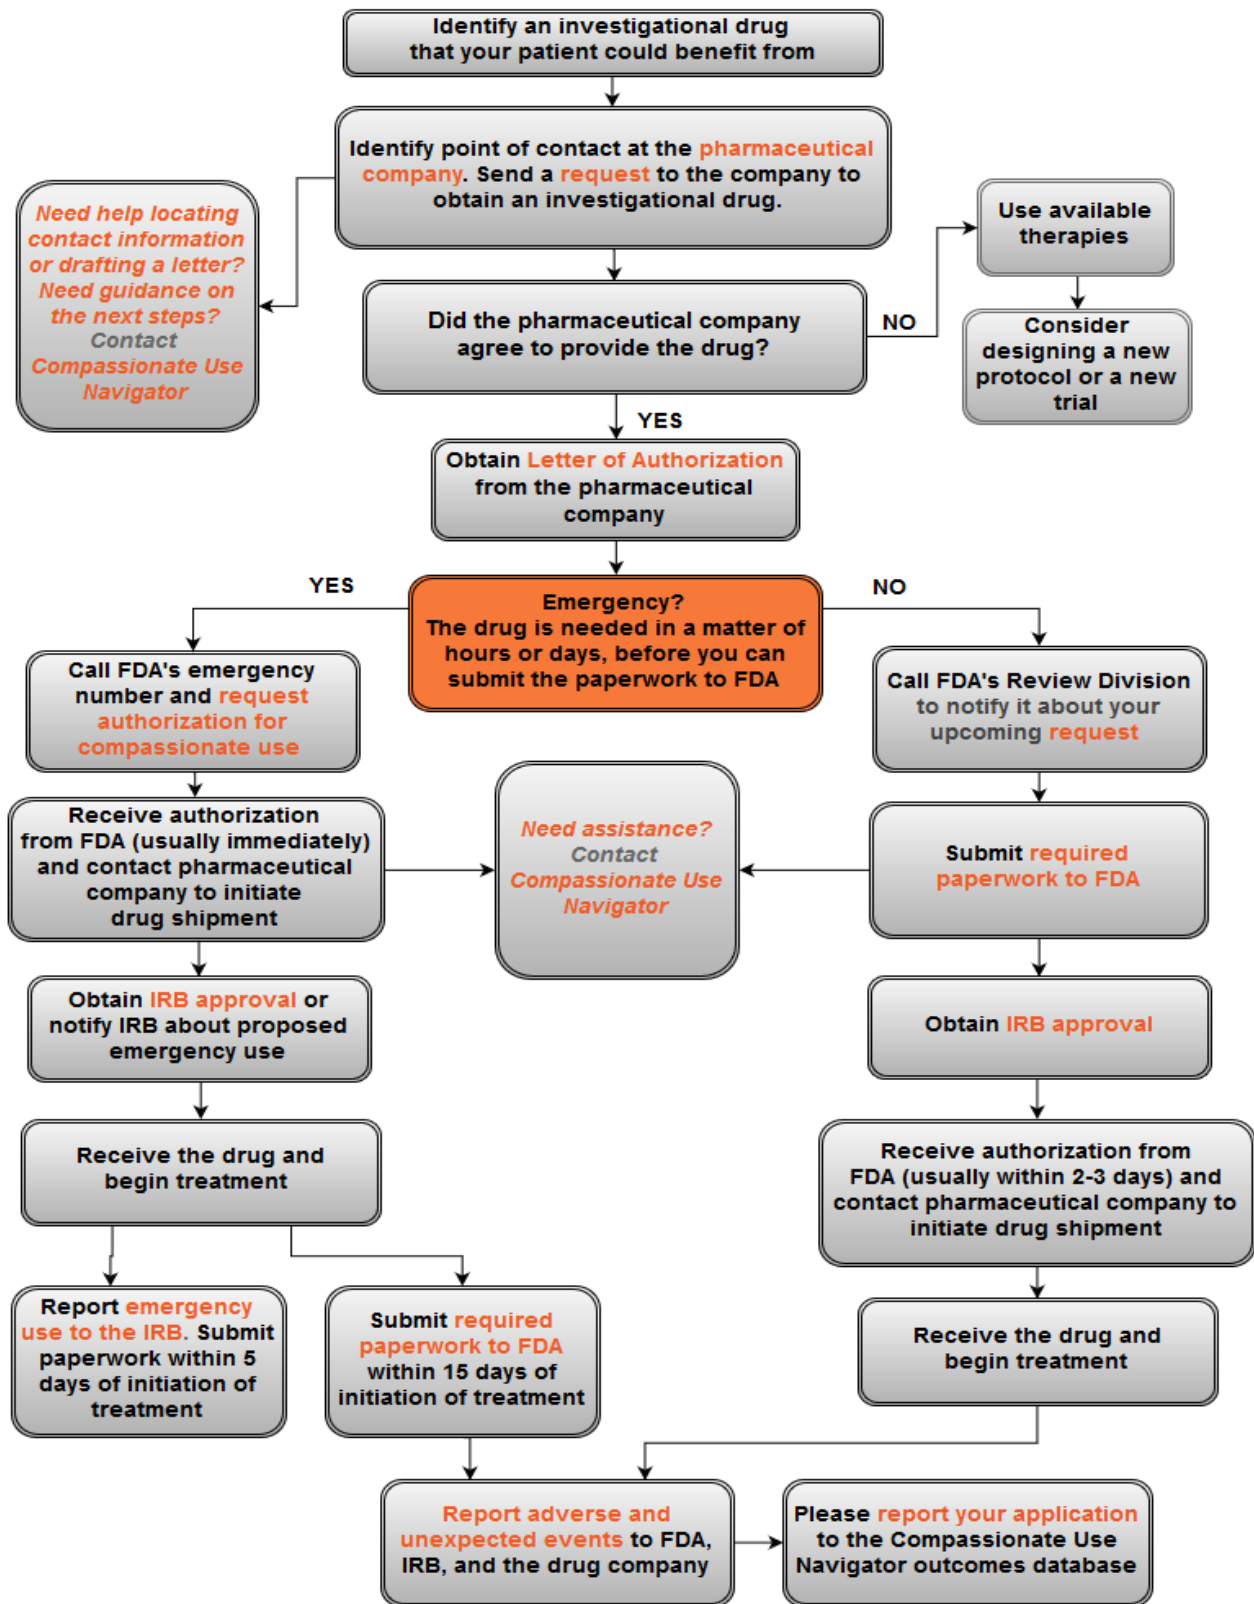 Identify an investigational drug
that your patient could benefit from
Identify point of contact at the pharmaceutical
company. Send a request to the company to
obtain an investigational drug.
Need help locating
contact information
or drafting a letter?
Need guidance on
the next steps?
Contact
Compassionate Use
Navigator
Use available
therapies
Did the pharmaceutical company
agree to provide the drug?
NO
Consider
designing a new
protocol or a new
trial
YES
Obtain Letter of Authorization
from the pharmaceutical
company
YES
Emergency?
The drug is needed in a matter of
hours or days, before you can
submit the paperwork to FDA
NO
Call FDA's emergency
number and request
authorization for
compassionate use
Call FDA's Review Division
to notify it about your
upcoming request
Receive authorization
from FDA (usually immediately)
and contact pharmaceutical
company to initiate
drug shipment
Need assistance?
Contact
Compassionate Use
Navigator
Submit required
paperwork to FDA
Obtain IRB approval or
notify IRB about proposed
emergency use
Obtain IRB approval
Receive the drug and
begin treatment
Receive authorization from
FDA (usually within 2-3 days) and
contact pharmaceutical company to
initiate drug shipment
Report emergency
use to the IRB. Submit
paperwork within 5
days of initiation of
treatment
Submit required
paperwork to FDA
within 15 days of
initiation of treatment
Receive the drug and
begin treatment
Report adverse and
unexpected events to FDA,
IRB, and the drug company
Please report your application
to the Compassionate Use
Navigator outcomes database